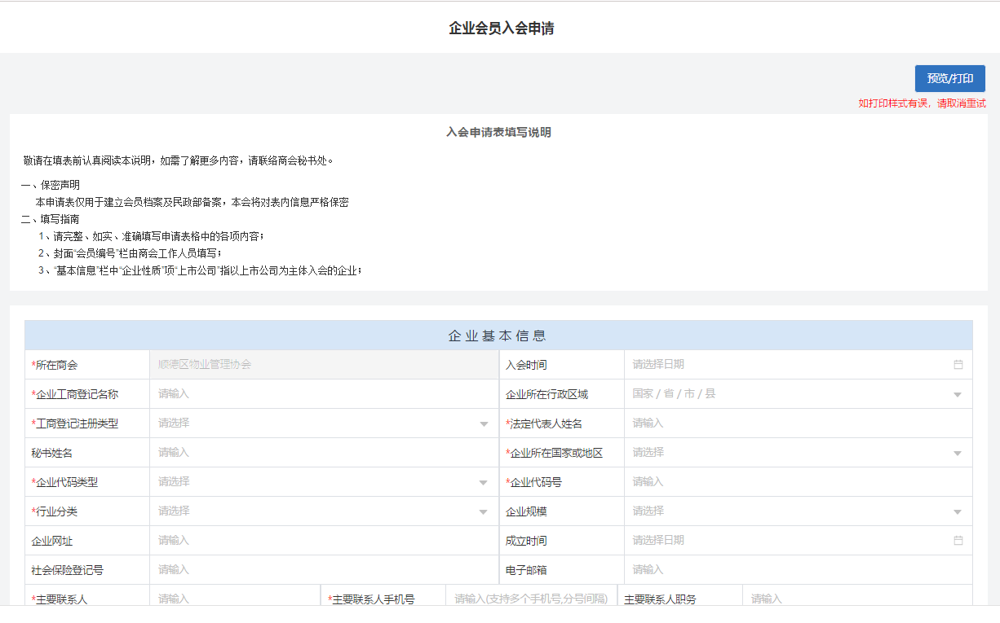 企业会员入会申请
预览/打印
如打印样式有误，请取消重试
入会申请表填写说明
敬请在填表前认真阅读本说明，如需了解更多内容，请联络商会秘书处。
一、保密声明
本申请表仅用于建立会员档案及民政部备案，本会将对表内信息严格保密
二、填写指南
1、请完整、如实、准确填写申请表格中的各项内容；
2、封面“会员编号”栏由商会工作人员填写；
3、“基本信息”栏中“企业性质”项“上市公司”指以上市公司为主体入会的企业；
企业基本信息
*所在商会 顺德区物业管理协会 入会时间 请选择日期
*企业工商登记名称 请输入 企业所在行政区域 国家 / 省 / 市 / 县
*工商登记注册类型 请选择 *法定代表人姓名 请输入
秘书姓名 请输入 *企业所在国家或地区 请选择
*企业代码类型 请选择 *企业代码号 请输入
*行业分类 请选择 企业规模 请选择
企业网址 请输入 成立时间 请选择日期
社会保险登记号 请输入 电子邮箱 请输入
*主要联系人 请输入 *主要联系人手机号 请输入(支持多个手机号,分号间隔) 主要联系人职务 请输入